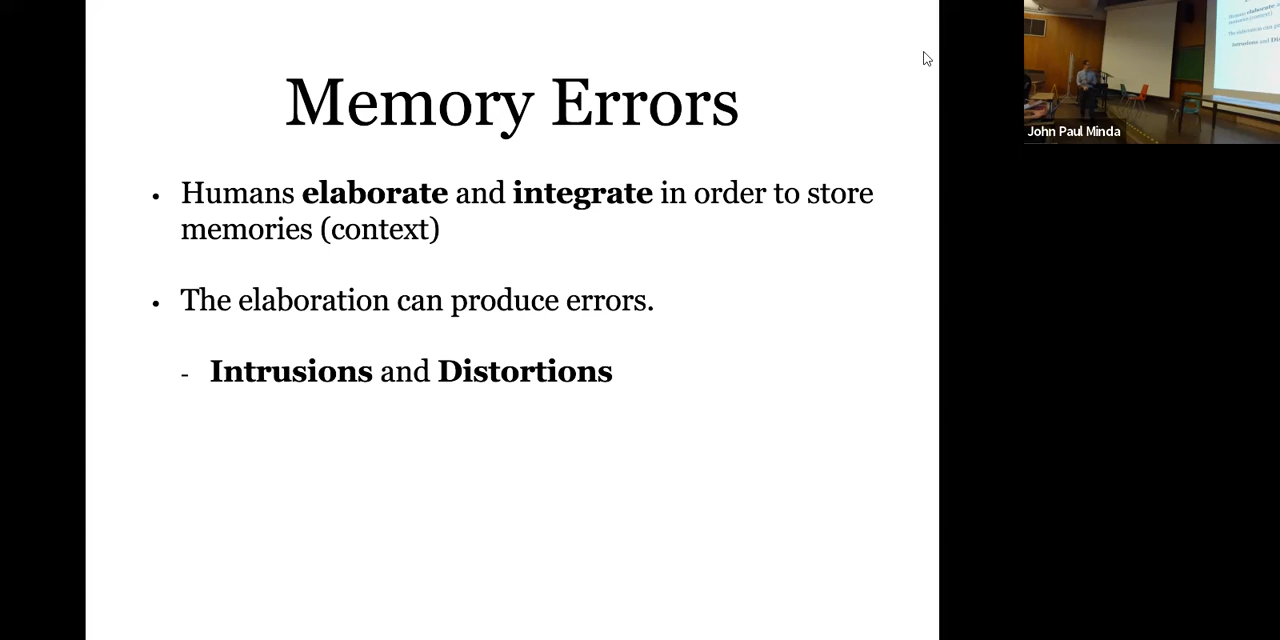 Memory Errors
• Humans elaborate and integrate in order to store
memories (context)
• The elaboration can produce errors.
- Intrusions and Distortions
John Paul Minda